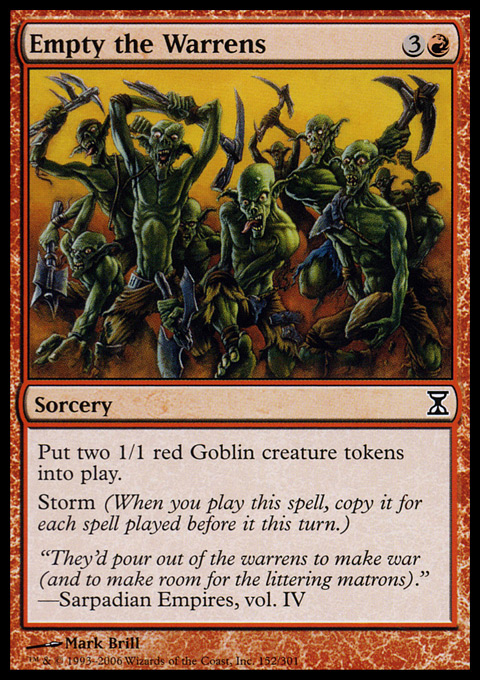 Empty the Warrens 3
Sorcery
Put two 1/1 red Goblin creature tokens
into play.
Storm (When you play this spell, copy it for
each spell played before it this turn.)
“They’d pour out of the warrens to make war
(and to make room for the littering matrons).”
—Sarpadian Empires, vol. IV
Mark Brill
™ & © 1993-2006 Wizards of the Coast, Inc. 152/301